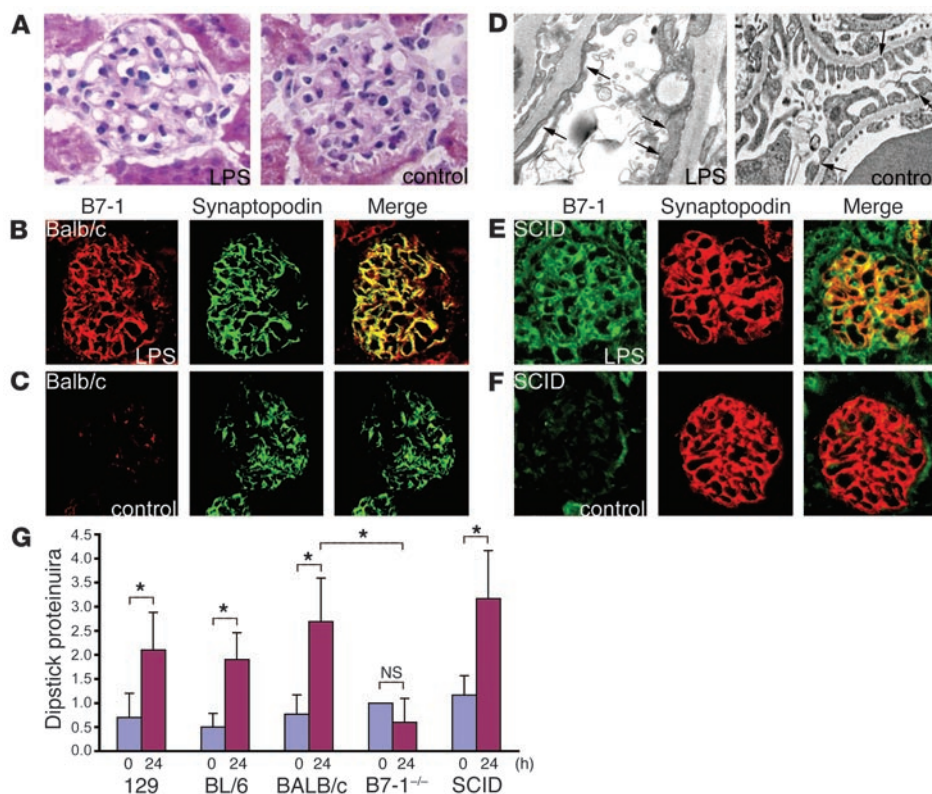 A
LPS
control
D
LPS
control
B7-1 Synaptopodin Merge
B
Balb/c
LPS
C
Balb/c
control
B7-1 Synaptopodin Merge
E
SCID
LPS
F
SCID
control
G
Dipstick proteinuira
4.5
4.0
3.5
3.0
2.5
2.0
1.5
1.0
0.5
0.0
* * * * NS *
0 24 0 24 0 24 0 24 0 24 (h)
129 BL/6 BALB/c B7-1–/– SCID